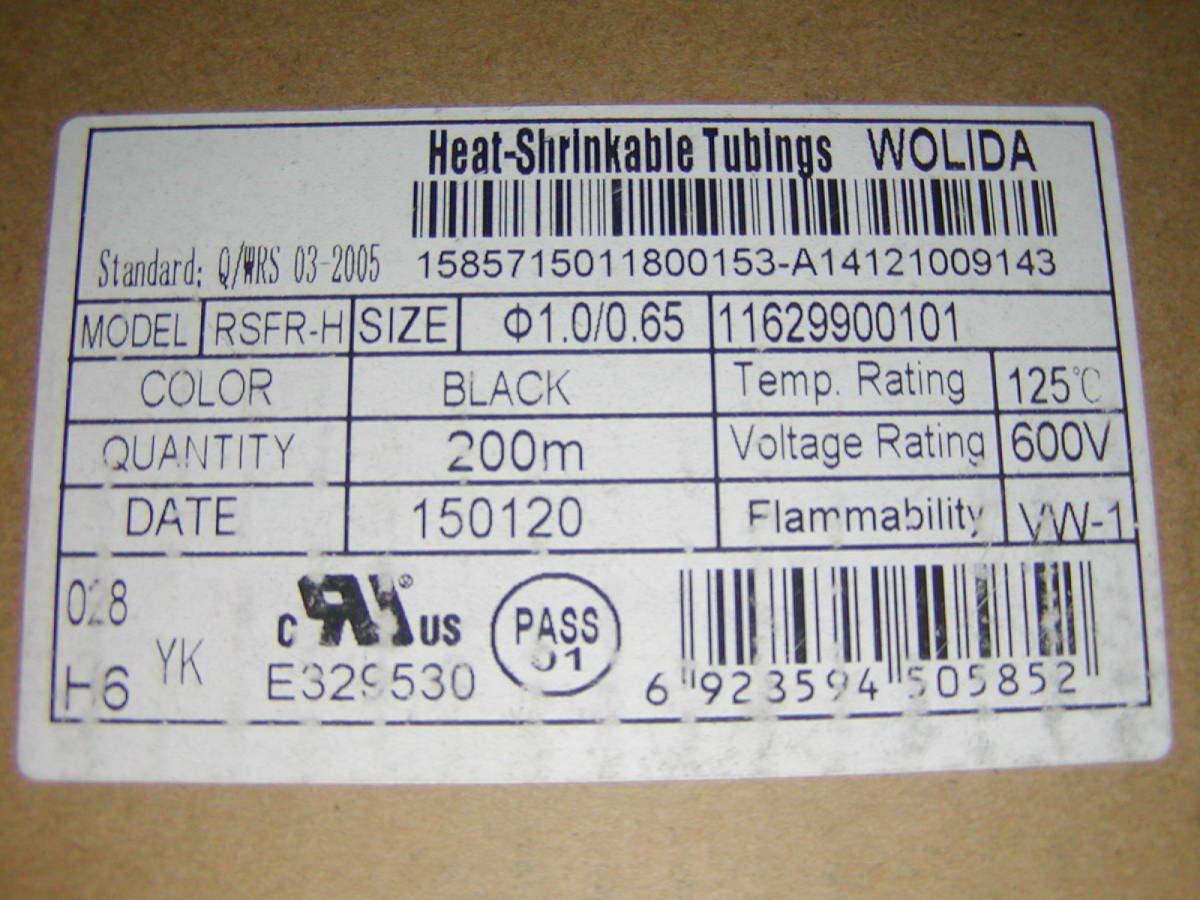 Heat-Shrinkable Tubings WOLIDA
Standard: Q/WRS 03-2005 1585715011800153-A14121009143
MODEL RSFR-H SIZE Φ1.0/0.65 11629900101
COLOR BLACK Temp. Rating 125℃
QUANTITY 200m Voltage Rating 600V
DATE 150120 Flammability VW-1
028
H6 YK
c RU® US
E329530
PASS
01
6 923594 505852